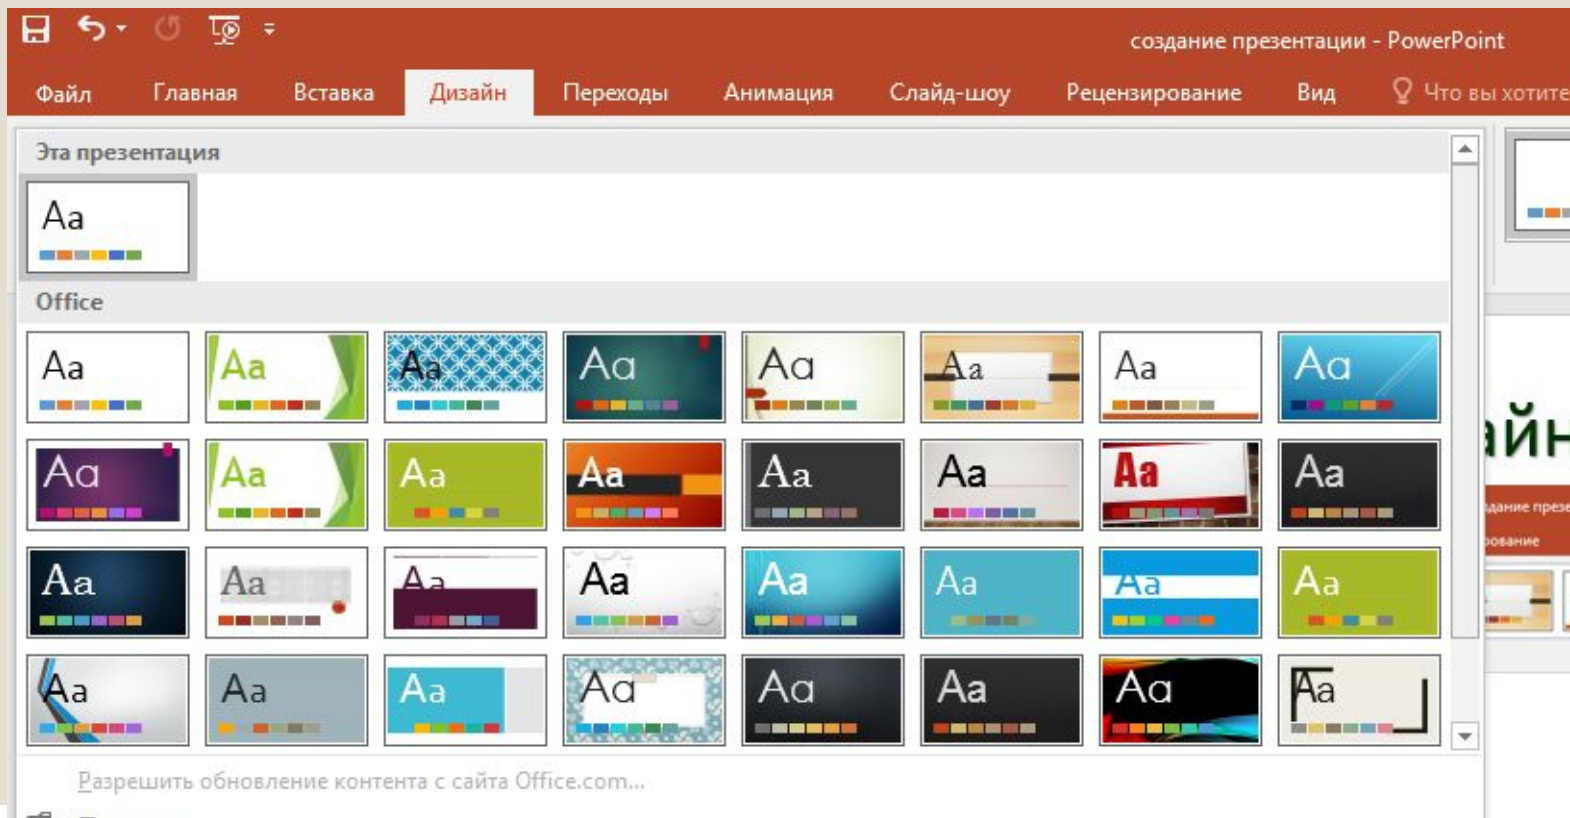 создание презентации - PowerPoint
Файл Главная Вставка Дизайн Переходы Анимация Слайд-шоу Рецензирование Вид Что вы хотите
Эта презентация
Aa
Office
Aa Aa Aa Aa Aa Aa Aa Aa
Aa Aa Aa Aa Aa Aa Aa Aa
Aa Aa Aa Aa Aa Aa Aa Aa
Aa Aa Aa Aa Aa Aa Aa Aa
Разрешить обновление контента с сайта Office.com...